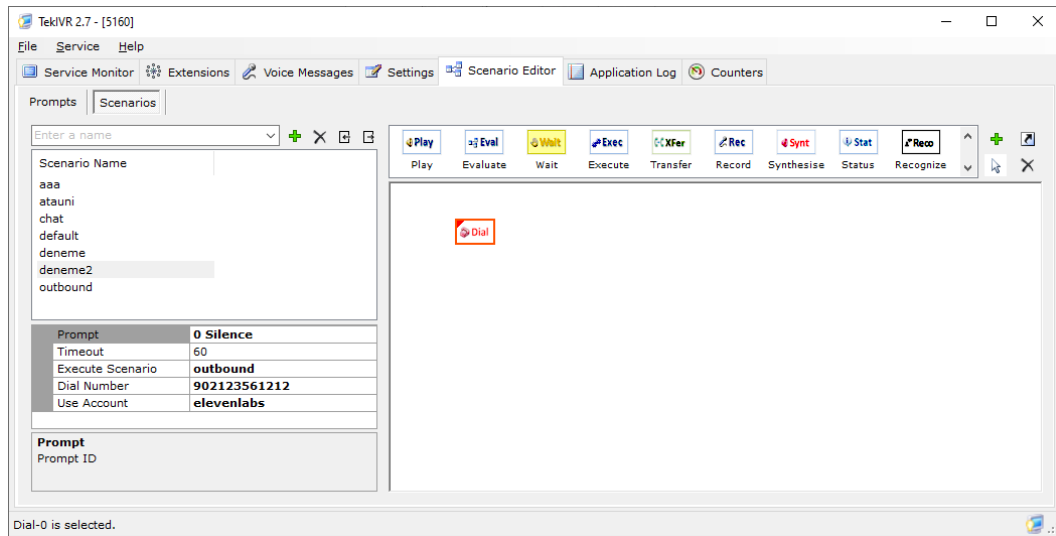 TekIVR 2.7 - [5160]
File Service Help
Service Monitor Extensions Voice Messages Settings Scenario Editor Application Log Counters
Prompts Scenarios
Enter a name
Play Eval Wait Exec XFer Rec Synt Stat Reco
Play Evaluate Wait Execute Transfer Record Synthesise Status Recognize
Scenario Name
aaa
atauni
chat
default
deneme
deneme2
outbound
Dial
Prompt 0 Silence
Timeout 60
Execute Scenario outbound
Dial Number 902123561212
Use Account elevenlabs
Prompt
Prompt ID
Dial-0 is selected.